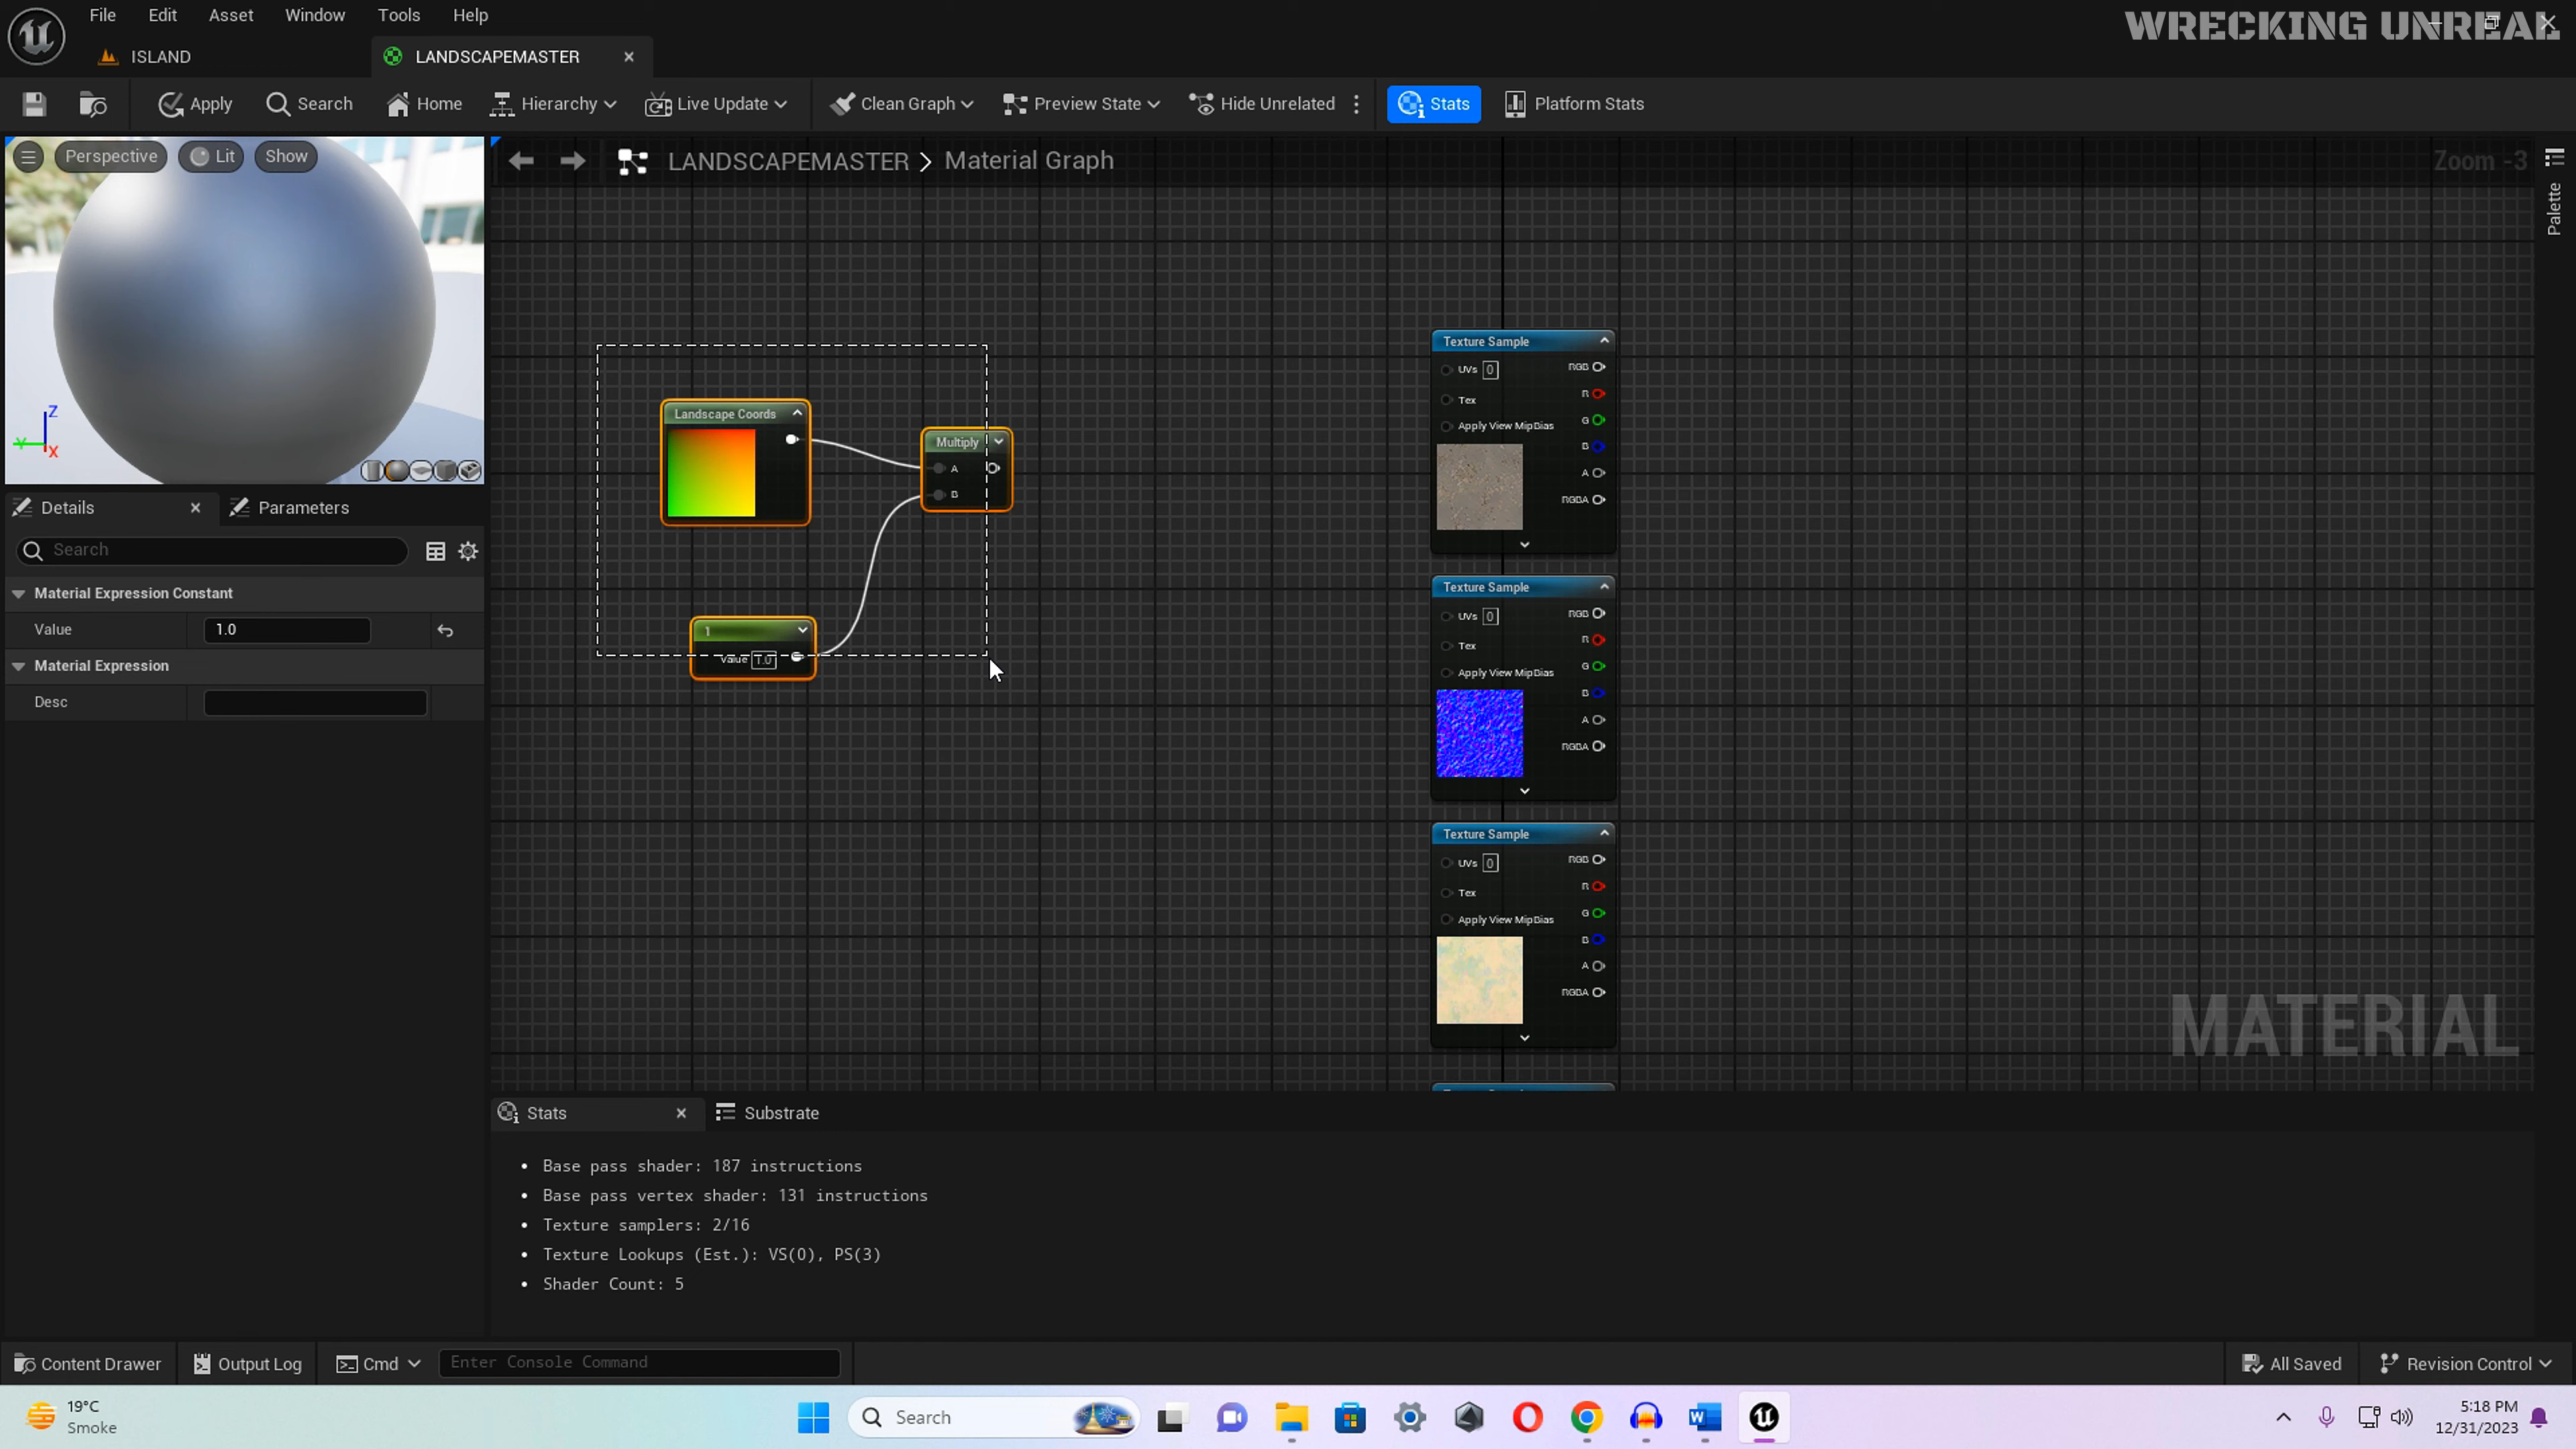 File Edit Asset Window Tools Help
WRECKING UNREAL
ISLAND
LANDSCAPEMASTER
Apply Search Home Hierarchy Live Update Clean Graph Preview State Hide Unrelated Stats Platform Stats
Perspective Lit Show
LANDSCAPEMASTER > Material Graph
Zoom -3
Palette
Z
Y
X
Landscape Coords
Multiply
A
B
1
Value 1.0
Texture Sample
UVs 0 RGB
R
Tex
G
Apply View MipBias
B
A
RGBA
Texture Sample
UVs 0 RGB
R
Tex
G
Apply View MipBias
B
A
RGBA
Texture Sample
UVs 0 RGB
R
Tex
G
Apply View MipBias
B
A
RGBA
MATERIAL
Details Parameters
Search
Material Expression Constant
Value 1.0
Material Expression
Desc
Stats Substrate
• Base pass shader: 187 instructions
• Base pass vertex shader: 131 instructions
• Texture samplers: 2/16
• Texture Lookups (Est.): VS(0), PS(3)
• Shader Count: 5
Content Drawer Output Log Cmd Enter Console Command All Saved Revision Control
19°C
Smoke
Search
5:18 PM
12/31/2023